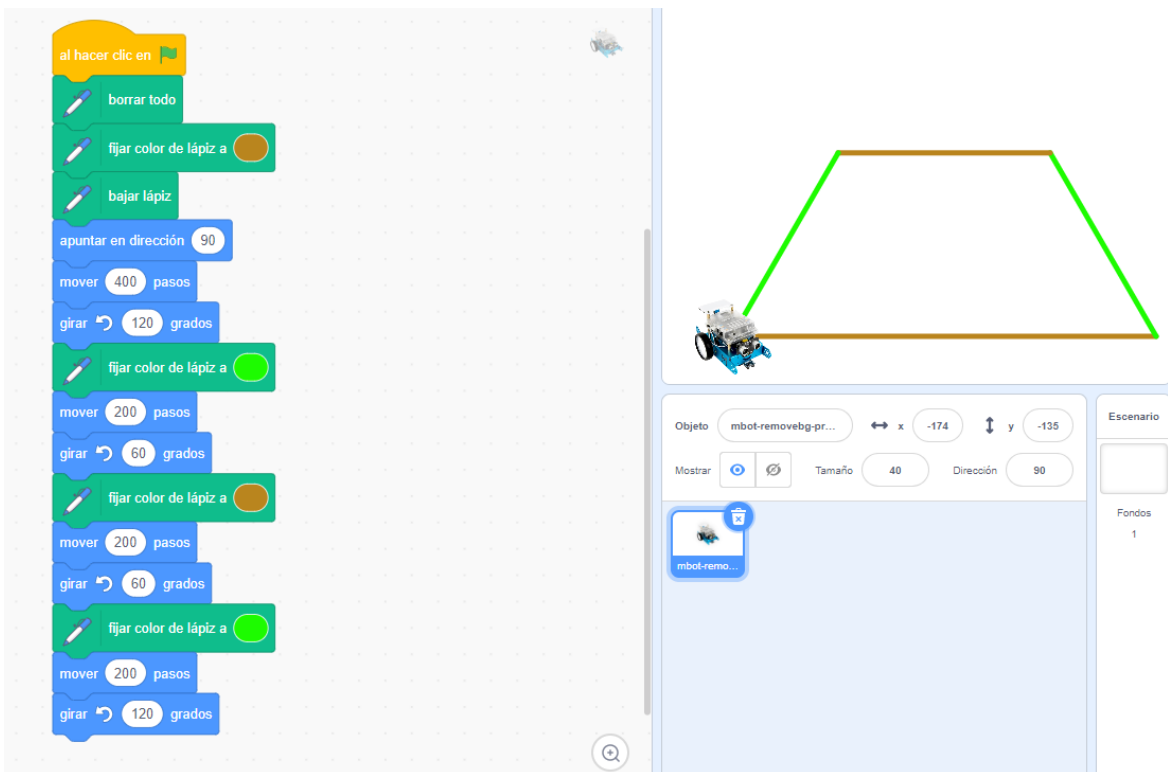 al hacer clic en
borrar todo
fijar color de lápiz a
bajar lápiz
apuntar en dirección 90
mover 400 pasos
girar 120 grados
fijar color de lápiz a
mover 200 pasos
girar 60 grados
fijar color de lápiz a
mover 200 pasos
girar 60 grados
fijar color de lápiz a
mover 200 pasos
girar 120 grados
Objeto mbot-removebg-pr... x -174 y -135
Mostrar Tamaño 40 Dirección 90
mbot-remo...
Escenario
Fondos
1